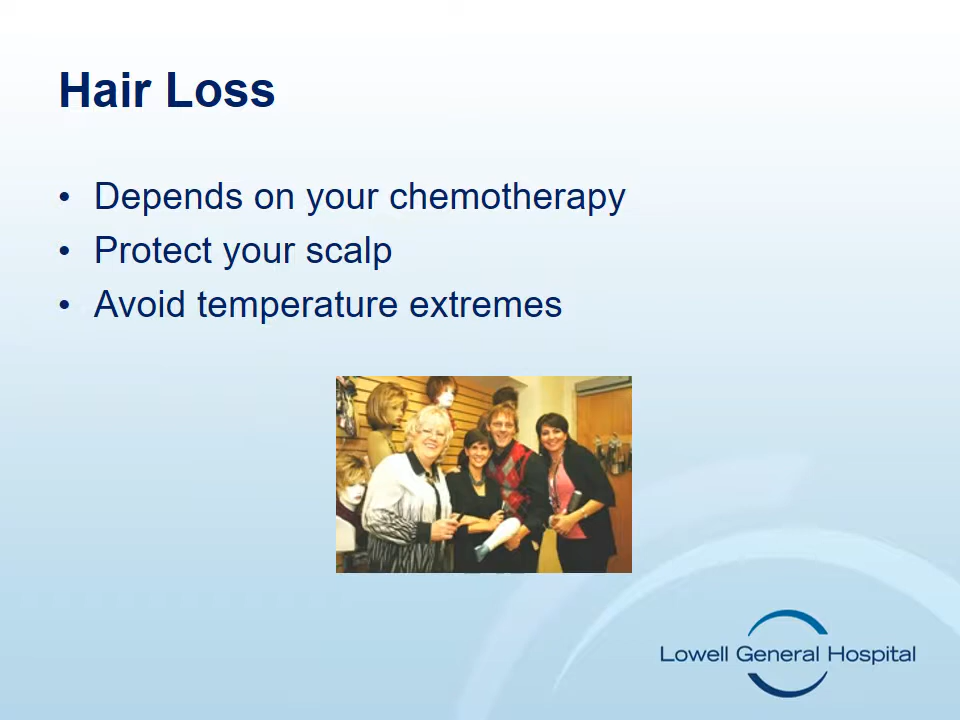 Hair Loss
• Depends on your chemotherapy
• Protect your scalp
• Avoid temperature extremes
Lowell General Hospital